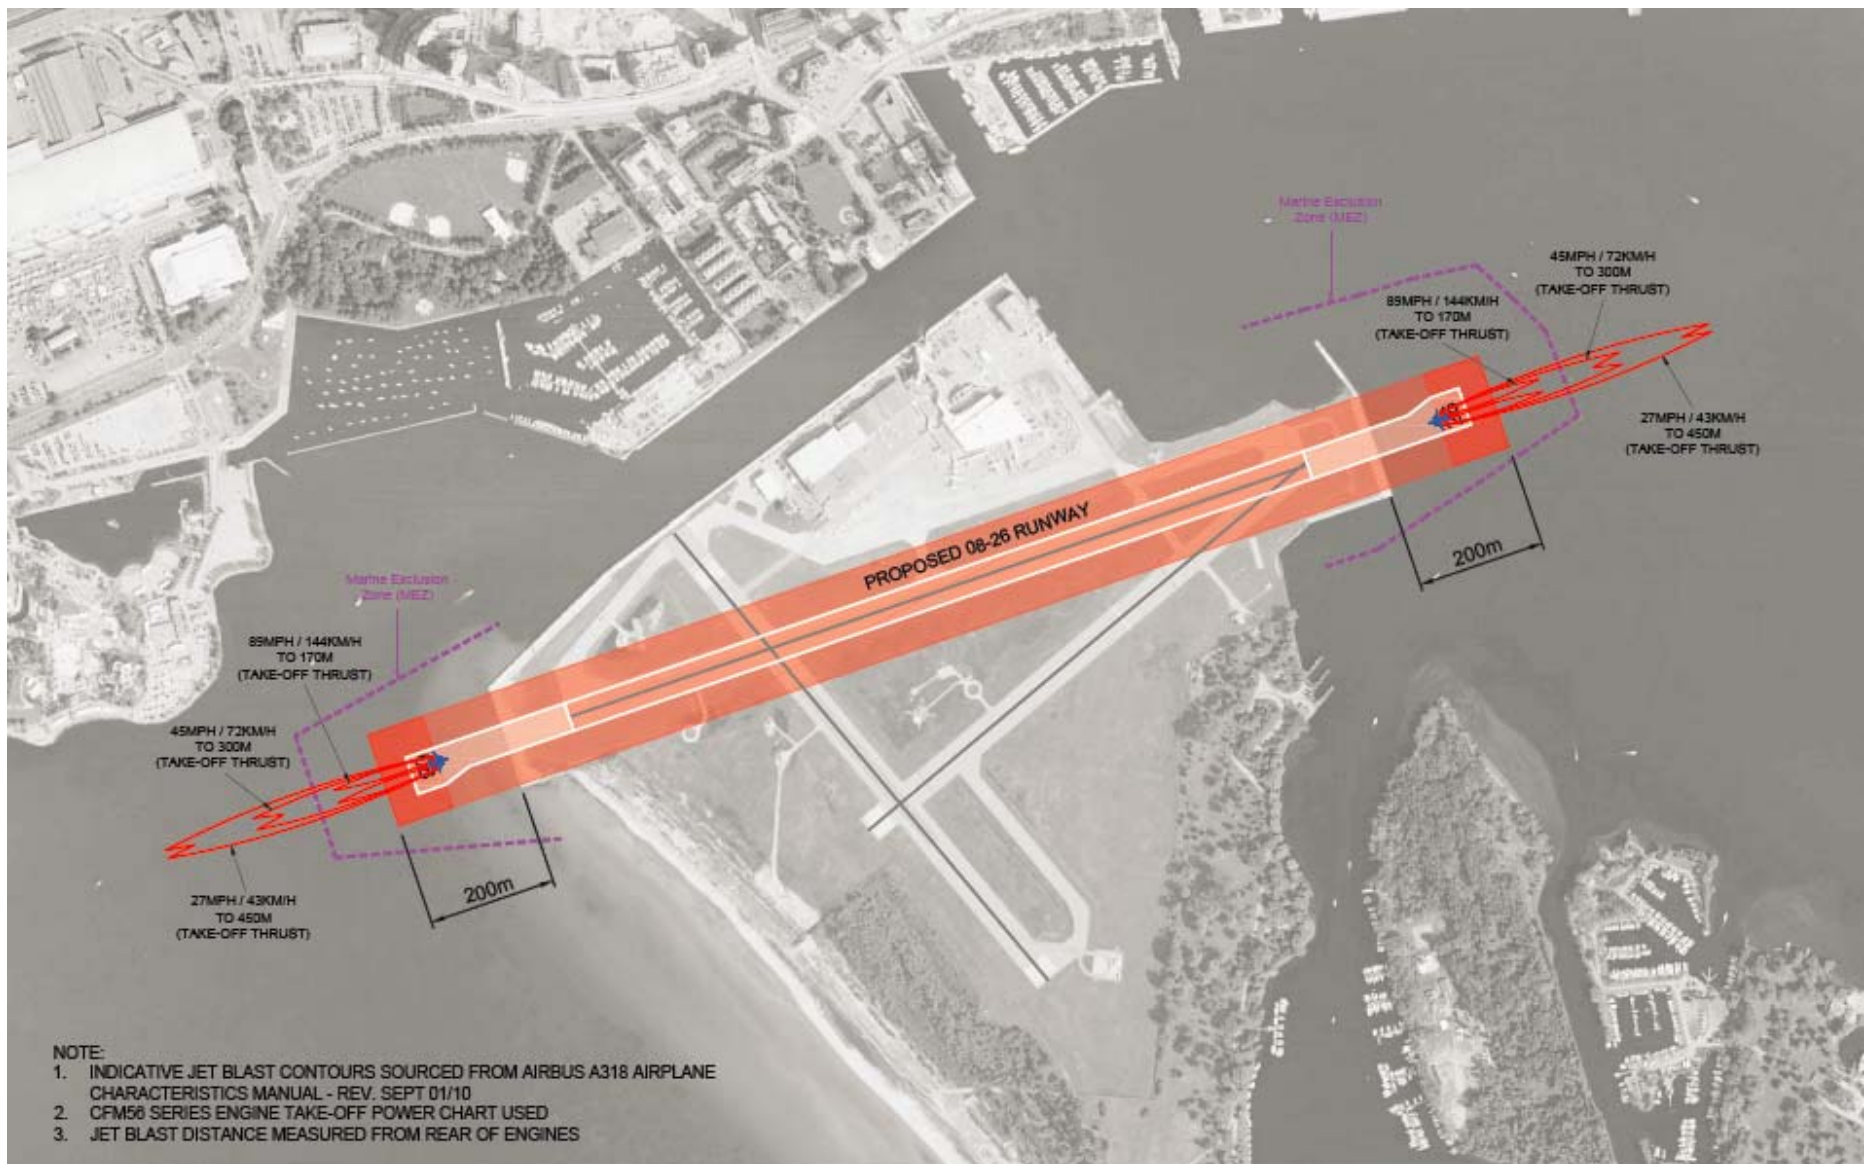 Marine Exclusion
Zone (MEZ)
45MPH / 72KM/H
TO 300M
(TAKE-OFF THRUST)
89MPH / 144KM/H
TO 170M
(TAKE-OFF THRUST)
27MPH / 43KM/H
TO 450M
(TAKE-OFF THRUST)
PROPOSED 08-26 RUNWAY
200m
Marine Exclusion
Zone (MEZ)
89MPH / 144KM/H
TO 170M
(TAKE-OFF THRUST)
45MPH / 72KM/H
TO 300M
(TAKE-OFF THRUST)
200m
27MPH / 43KM/H
TO 450M
(TAKE-OFF THRUST)
NOTE:
1. INDICATIVE JET BLAST CONTOURS SOURCED FROM AIRBUS A318 AIRPLANE
CHARACTERISTICS MANUAL - REV. SEPT 01/10
2. CFM56 SERIES ENGINE TAKE-OFF POWER CHART USED
3. JET BLAST DISTANCE MEASURED FROM REAR OF ENGINES